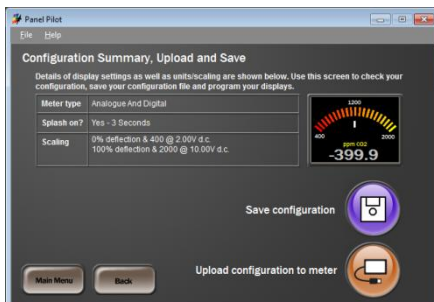 Panel Pilot
File Help
Configuration Summary, Upload and Save
Details of display settings as well as units/scaling are shown below. Use this screen to check your
configuration, save your configuration file and program your displays.
Meter type Analogue And Digital
Splash on? Yes - 3 Seconds
Scaling 0% deflection & 400 @ 2.00V d.c.
100% deflection & 2000 @ 10.00V d.c.
1200
400 2000
ppm CO2
-399.9
Save configuration
Upload configuration to meter
Main Menu Back